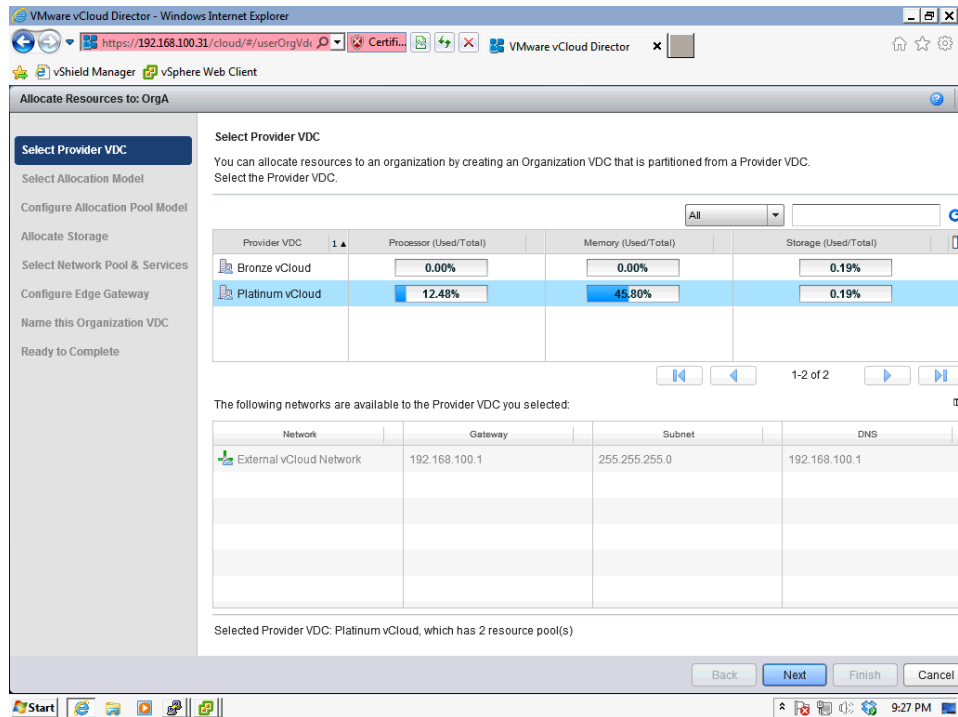 VMware vCloud Director - Windows Internet Explorer
https://192.168.100.31/cloud/#/userOrgVdc
Certifi...
VMware vCloud Director
vShield Manager
vSphere Web Client
Allocate Resources to: OrgA
Select Provider VDC
Select Allocation Model
Configure Allocation Pool Model
Allocate Storage
Select Network Pool & Services
Configure Edge Gateway
Name this Organization VDC
Ready to Complete
Select Provider VDC
You can allocate resources to an organization by creating an Organization VDC that is partitioned from a Provider VDC.
Select the Provider VDC.
All
Provider VDC 1 ▲ Processor (Used/Total) Memory (Used/Total) Storage (Used/Total)
Bronze vCloud 0.00% 0.00% 0.19%
Platinum vCloud 12.48% 45.80% 0.19%
1-2 of 2
The following networks are available to the Provider VDC you selected:
Network Gateway Subnet DNS
External vCloud Network 192.168.100.1 255.255.255.0 192.168.100.1
Selected Provider VDC: Platinum vCloud, which has 2 resource pool(s)
Back Next Finish Cancel
Start
9:27 PM